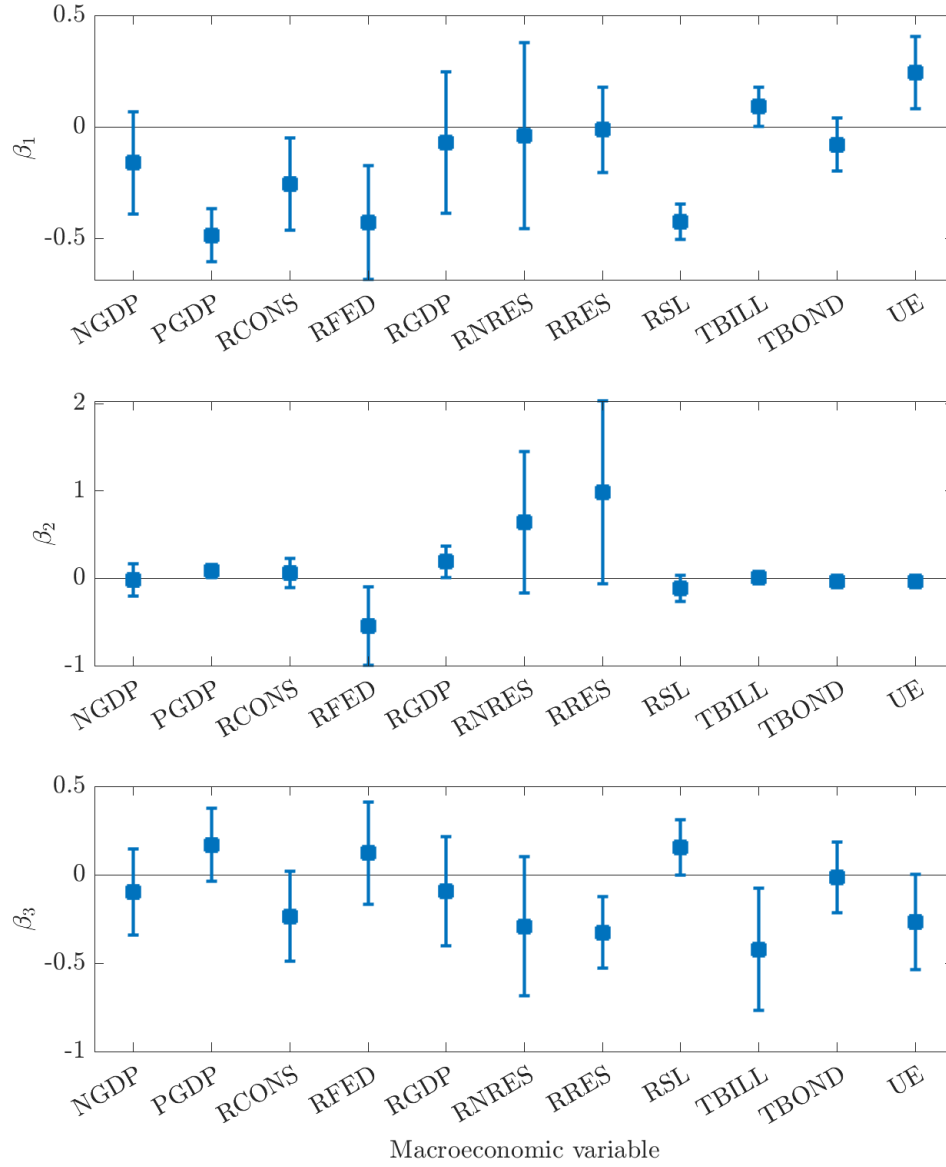 0.5
0
-0.5
β1
NGDP PGDP RCONS RFED RGDP RNRES RRES RSL TBILL TBOND UE
2
1
0
-1
β2
NGDP PGDP RCONS RFED RGDP RNRES RRES RSL TBILL TBOND UE
0.5
0
-0.5
-1
β3
NGDP PGDP RCONS RFED RGDP RNRES RRES RSL TBILL TBOND UE
Macroeconomic variable